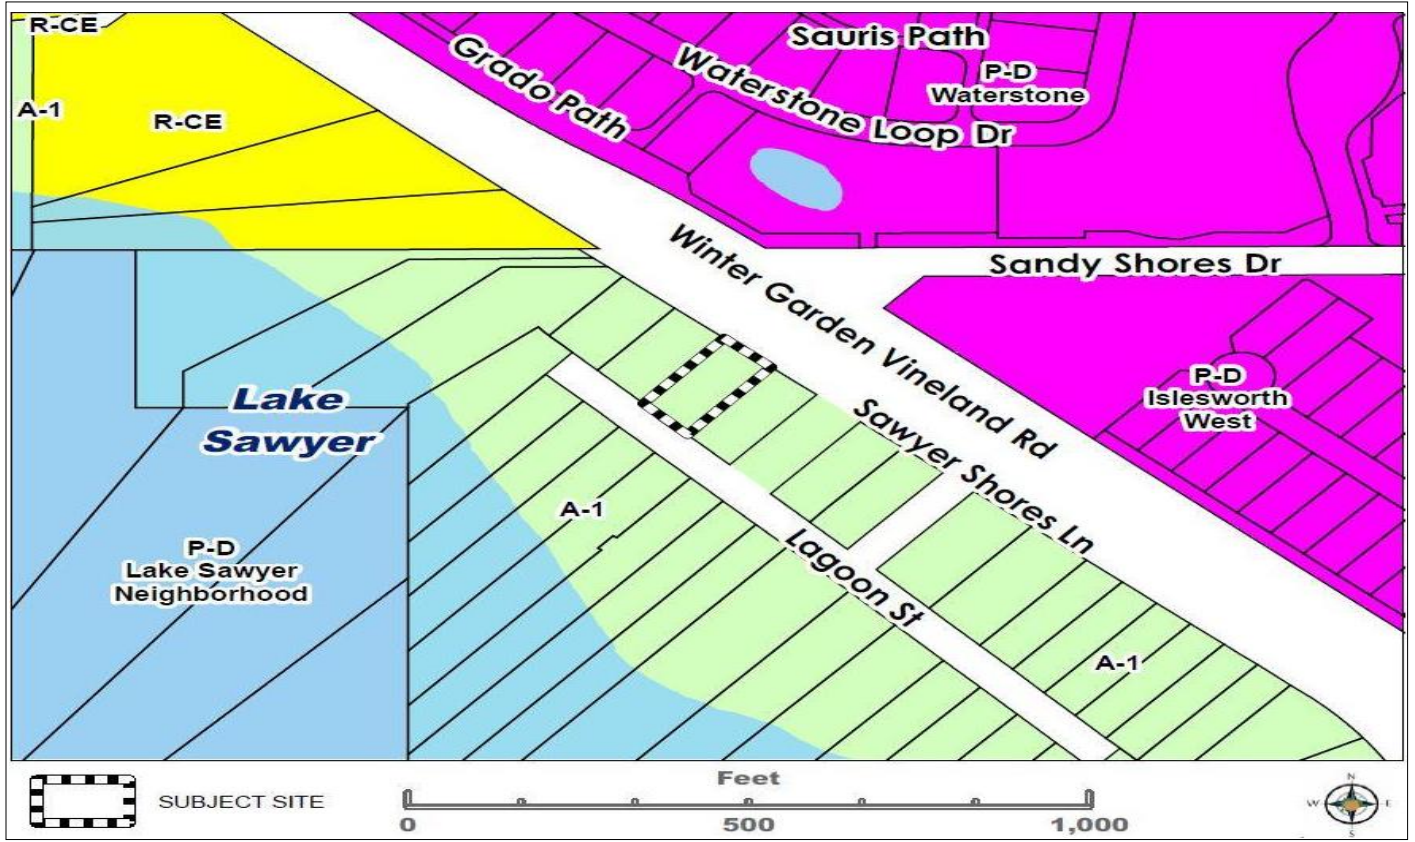 R-CE
Sauris Path
Grado Path
Waterstone Loop Dr
P-D
Waterstone
A-1
R-CE
Winter Garden Vineland Rd
Sandy Shores Dr
P-D
Islesworth
West
Lake
Sawyer
Sawyer Shores Ln
A-1
Lagoon St
P-D
Lake Sawyer
Neighborhood
A-1
SUBJECT SITE
Feet
0
500
1,000
N
W
E
S